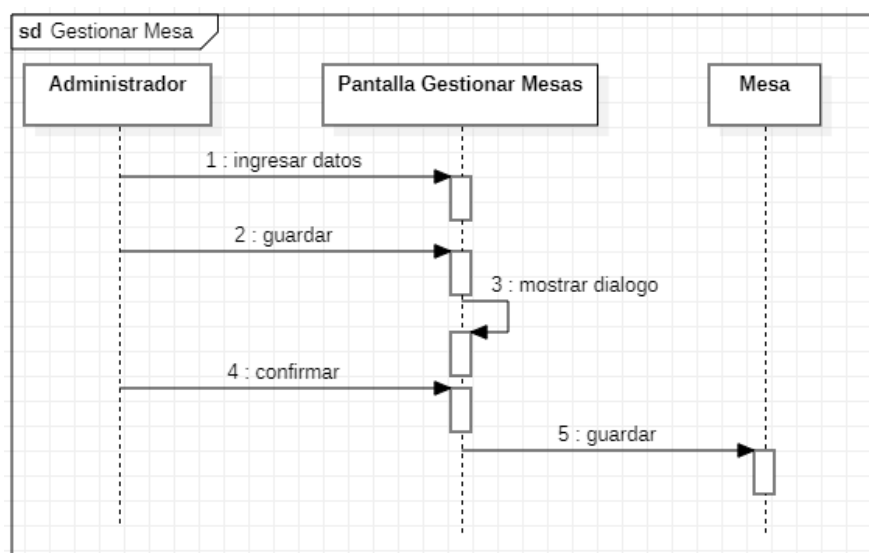 sd Gestionar Mesa
Administrador
Pantalla Gestionar Mesas
Mesa
1 : ingresar datos
2 : guardar
3 : mostrar dialogo
4 : confirmar
5 : guardar